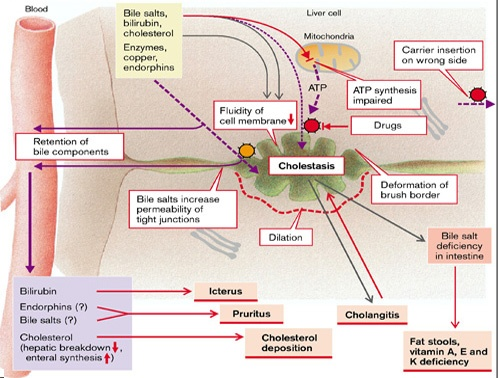 Blood
Bile salts,
bilirubin,
cholesterol
Enzymes,
copper,
endorphins
Liver cell
Mitochondria
Carrier insertion
on wrong side
ATP
ATP synthesis
impaired
Fluidity of
cell membrane
Drugs
Retention of
bile components
Cholestasis
Bile salts increase
permeability of
tight junctions
Deformation of
brush border
Dilation
Bile salt
deficiency
in intestine
Bilirubin
Icterus
Endorphins (?)
Bile salts (?)
Pruritus
Cholangitis
Cholesterol
(hepatic breakdown ,
enteral synthesis )
Cholesterol
deposition
Fat stools,
vitamin A, E and
K deficiency